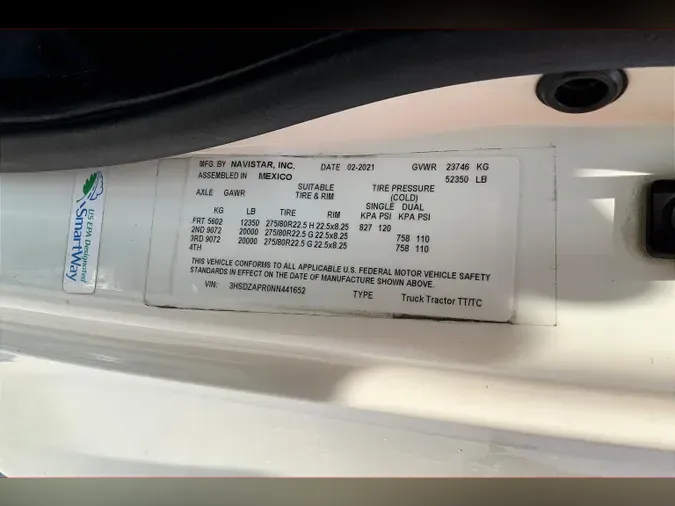 MFG. BY NAVISTAR, INC. DATE 02-2021 GVWR 23746 KG
ASSEMBLED IN MEXICO 52350 LB
SUITABLE TIRE PRESSURE
AXLE GAWR TIRE & RIM (COLD)
SINGLE DUAL
KG LB TIRE RIM KPA PSI KPA PSI
FRT 5602 12350 275/80R22.5 H 22.5x8.25 827 120
2ND 9072 20000 275/80R22.5 G 22.5x8.25 758 110
3RD 9072 20000 275/80R22.5 G 22.5x8.25 758 110
4TH
THIS VEHICLE CONFORMS TO ALL APPLICABLE U.S. FEDERAL MOTOR VEHICLE SAFETY
STANDARDS IN EFFECT ON THE DATE OF MANUFACTURE SHOWN ABOVE.
VIN: 3HSDZAPR0NN441652 TYPE Truck Tractor TT/TC
US EPA Designated
SmartWay